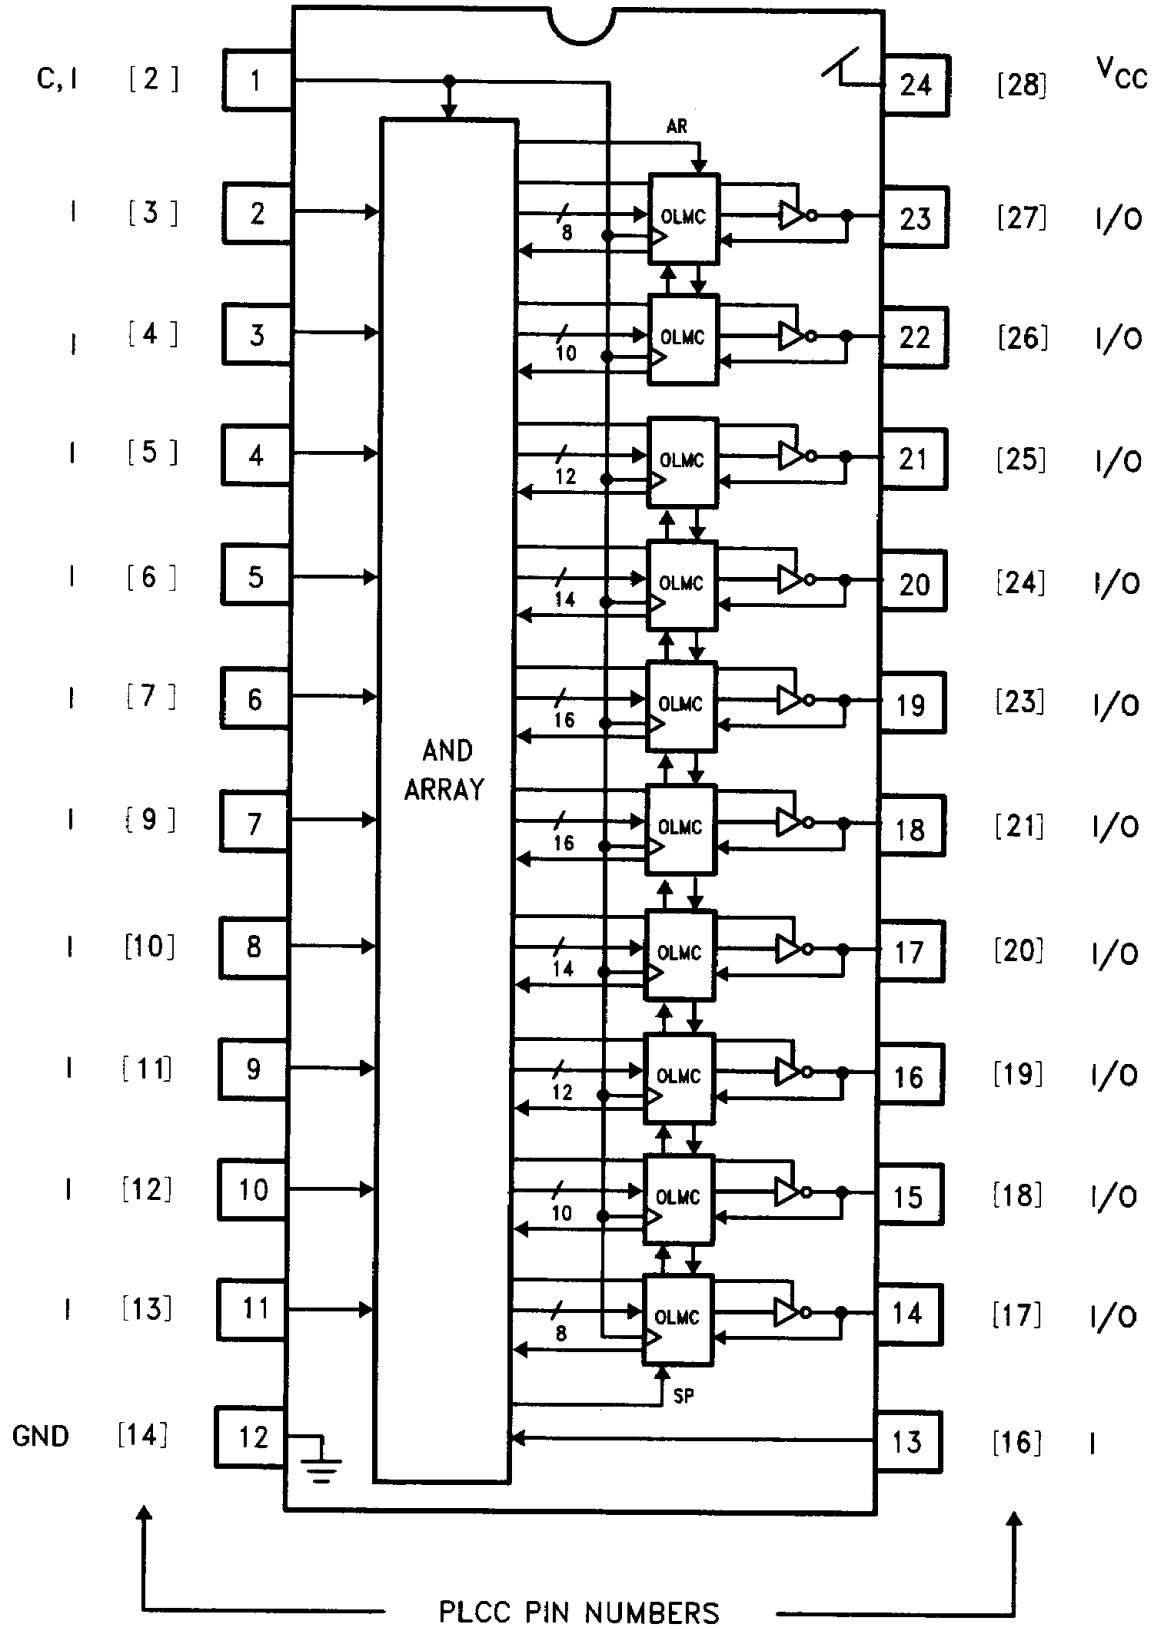 C, I [2] 1 24 [28] VCC
AR
I [3] 2 OLMC 23 [27] I/O
8
I [4] 3 OLMC 22 [26] I/O
10
I [5] 4 OLMC 21 [25] I/O
12
I [6] 5 OLMC 20 [24] I/O
14
I [7] 6 OLMC 19 [23] I/O
16
AND
ARRAY
I [9] 7 OLMC 18 [21] I/O
16
I [10] 8 OLMC 17 [20] I/O
14
I [11] 9 OLMC 16 [19] I/O
12
I [12] 10 OLMC 15 [18] I/O
10
I [13] 11 OLMC 14 [17] I/O
8
SP
GND [14] 12 13 [16] I
PLCC PIN NUMBERS